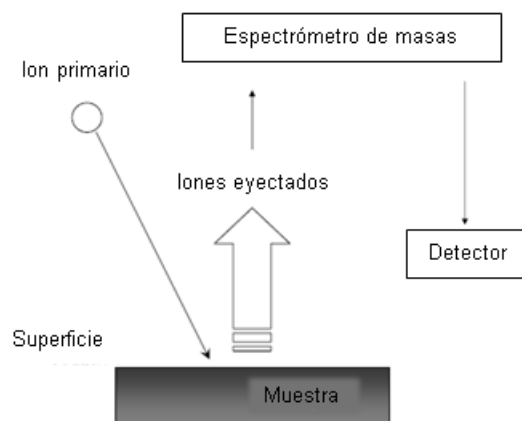 Espectrómetro de masas
Ion primario
Iones eyectados
Detector
Superficie
Muestra